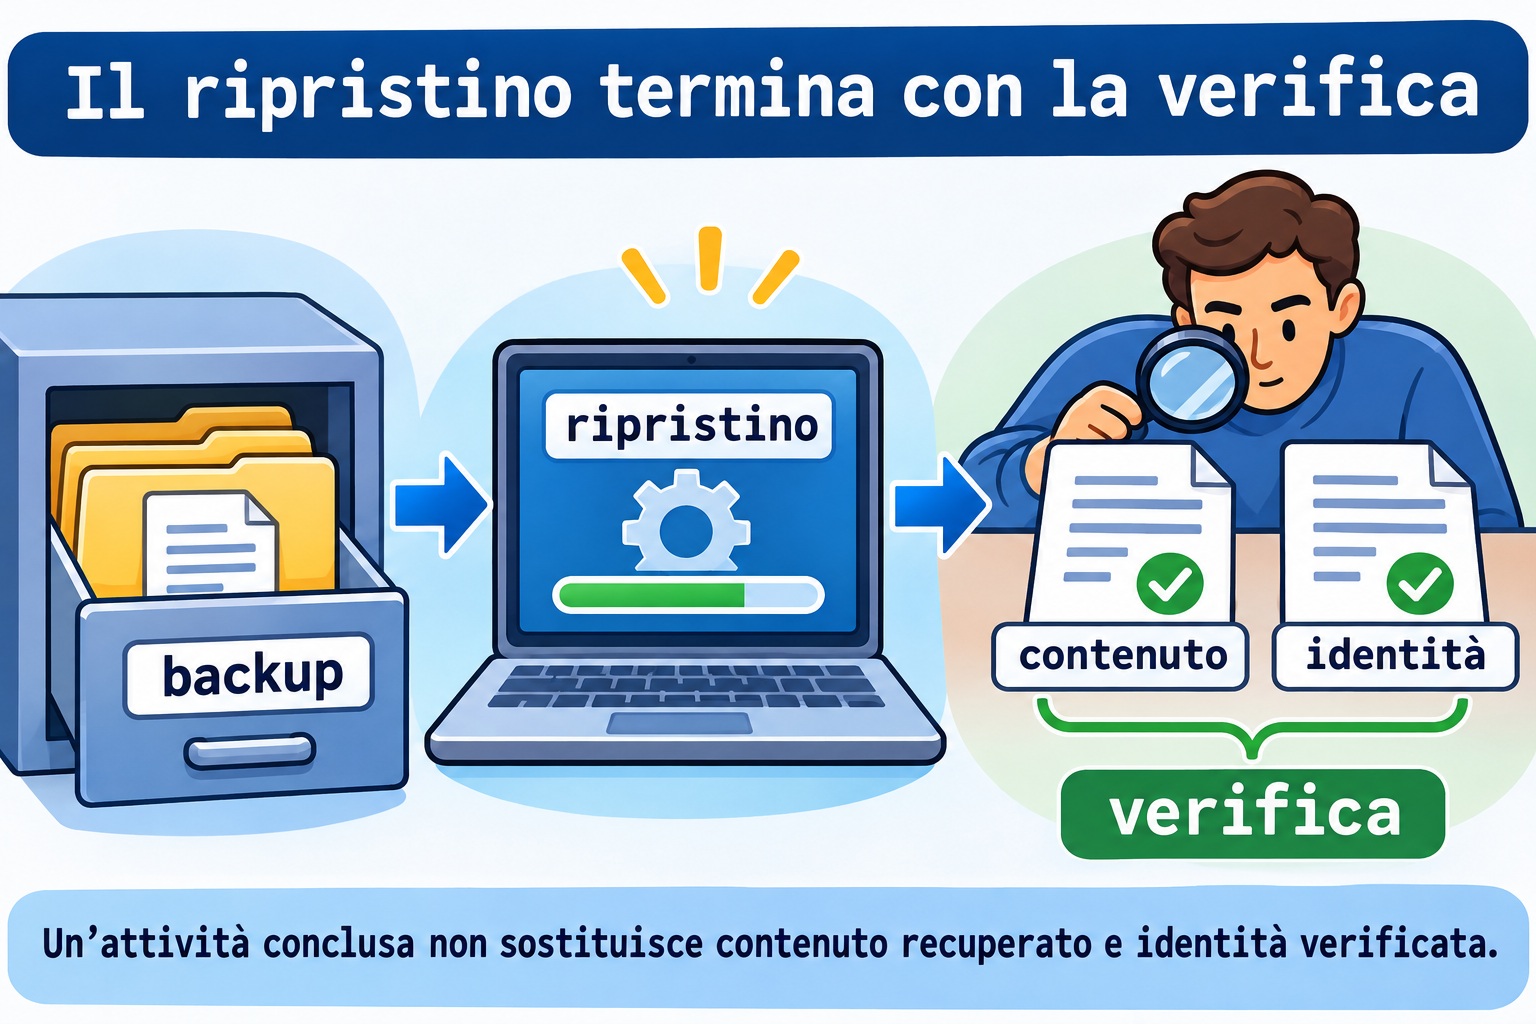 Il ripristino termina con la verifica
ripristino
backup
contenuto
identità
verifica
Un’attività conclusa non sostituisce contenuto recuperato e identità verificata.